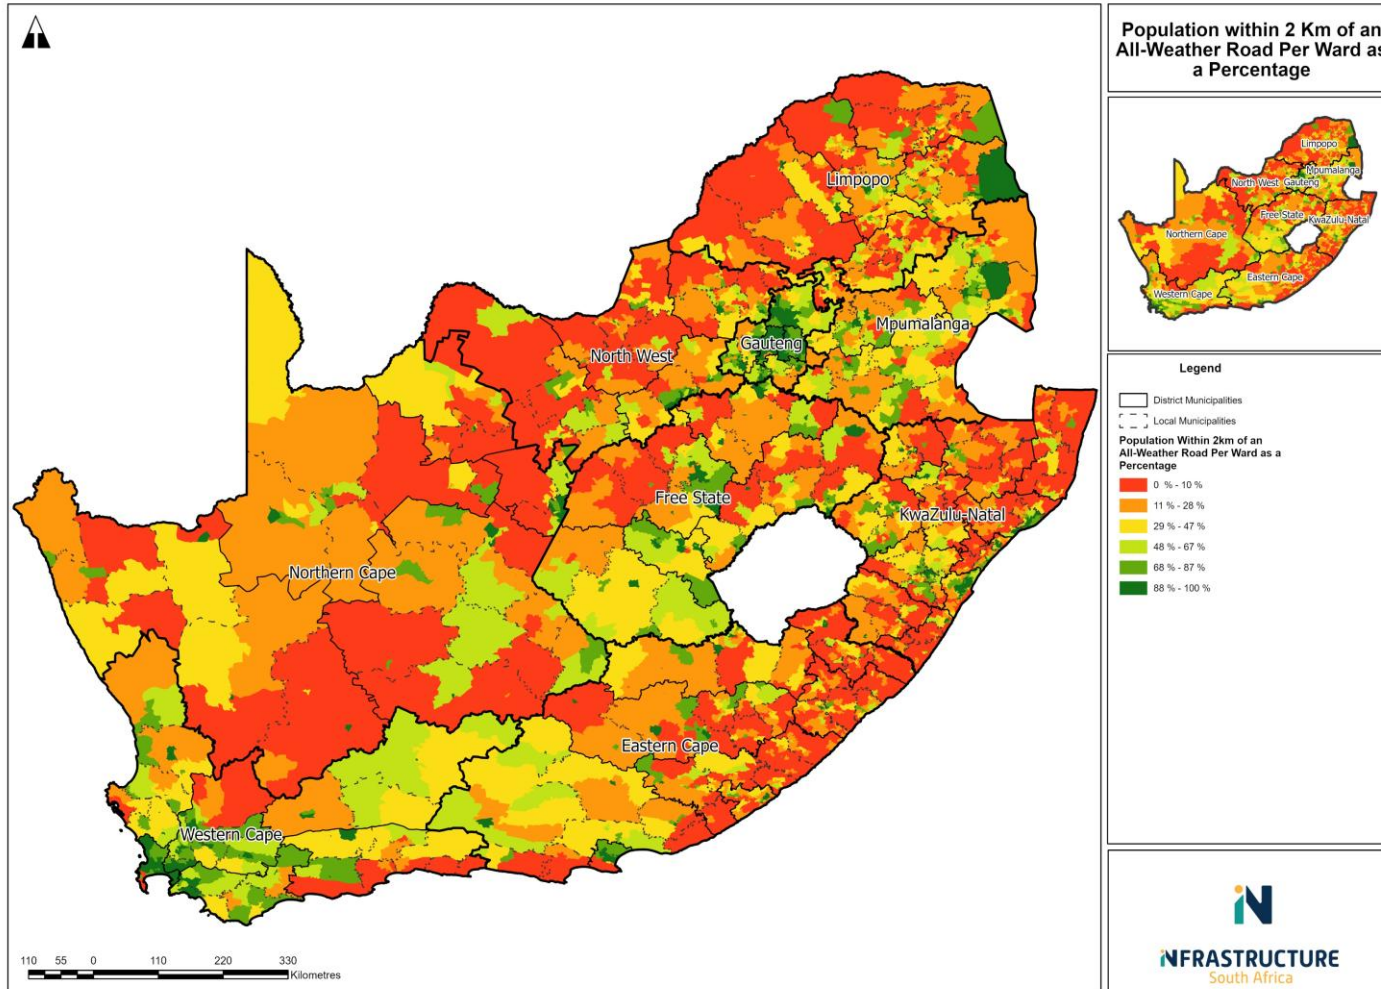 Population within 2 Km of an
All-Weather Road Per Ward as
a Percentage
Limpopo
Mpumalanga
Gauteng
North West
Free State
KwaZulu-Natal
Northern Cape
Eastern Cape
Western Cape
110 55 0 110 220 330
Kilometres
Limpopo
Mpumalanga
North West
Gauteng
Free State
KwaZulu-Natal
Northern Cape
Eastern Cape
Western Cape
Legend
District Municipalities
Local Municipalities
Population Within 2km of an
All-Weather Road Per Ward as a
Percentage
0 % - 10 %
11 % - 28 %
29 % - 47 %
48 % - 67 %
68 % - 87 %
88 % - 100 %
iN
iNFRASTRUCTURE
South Africa